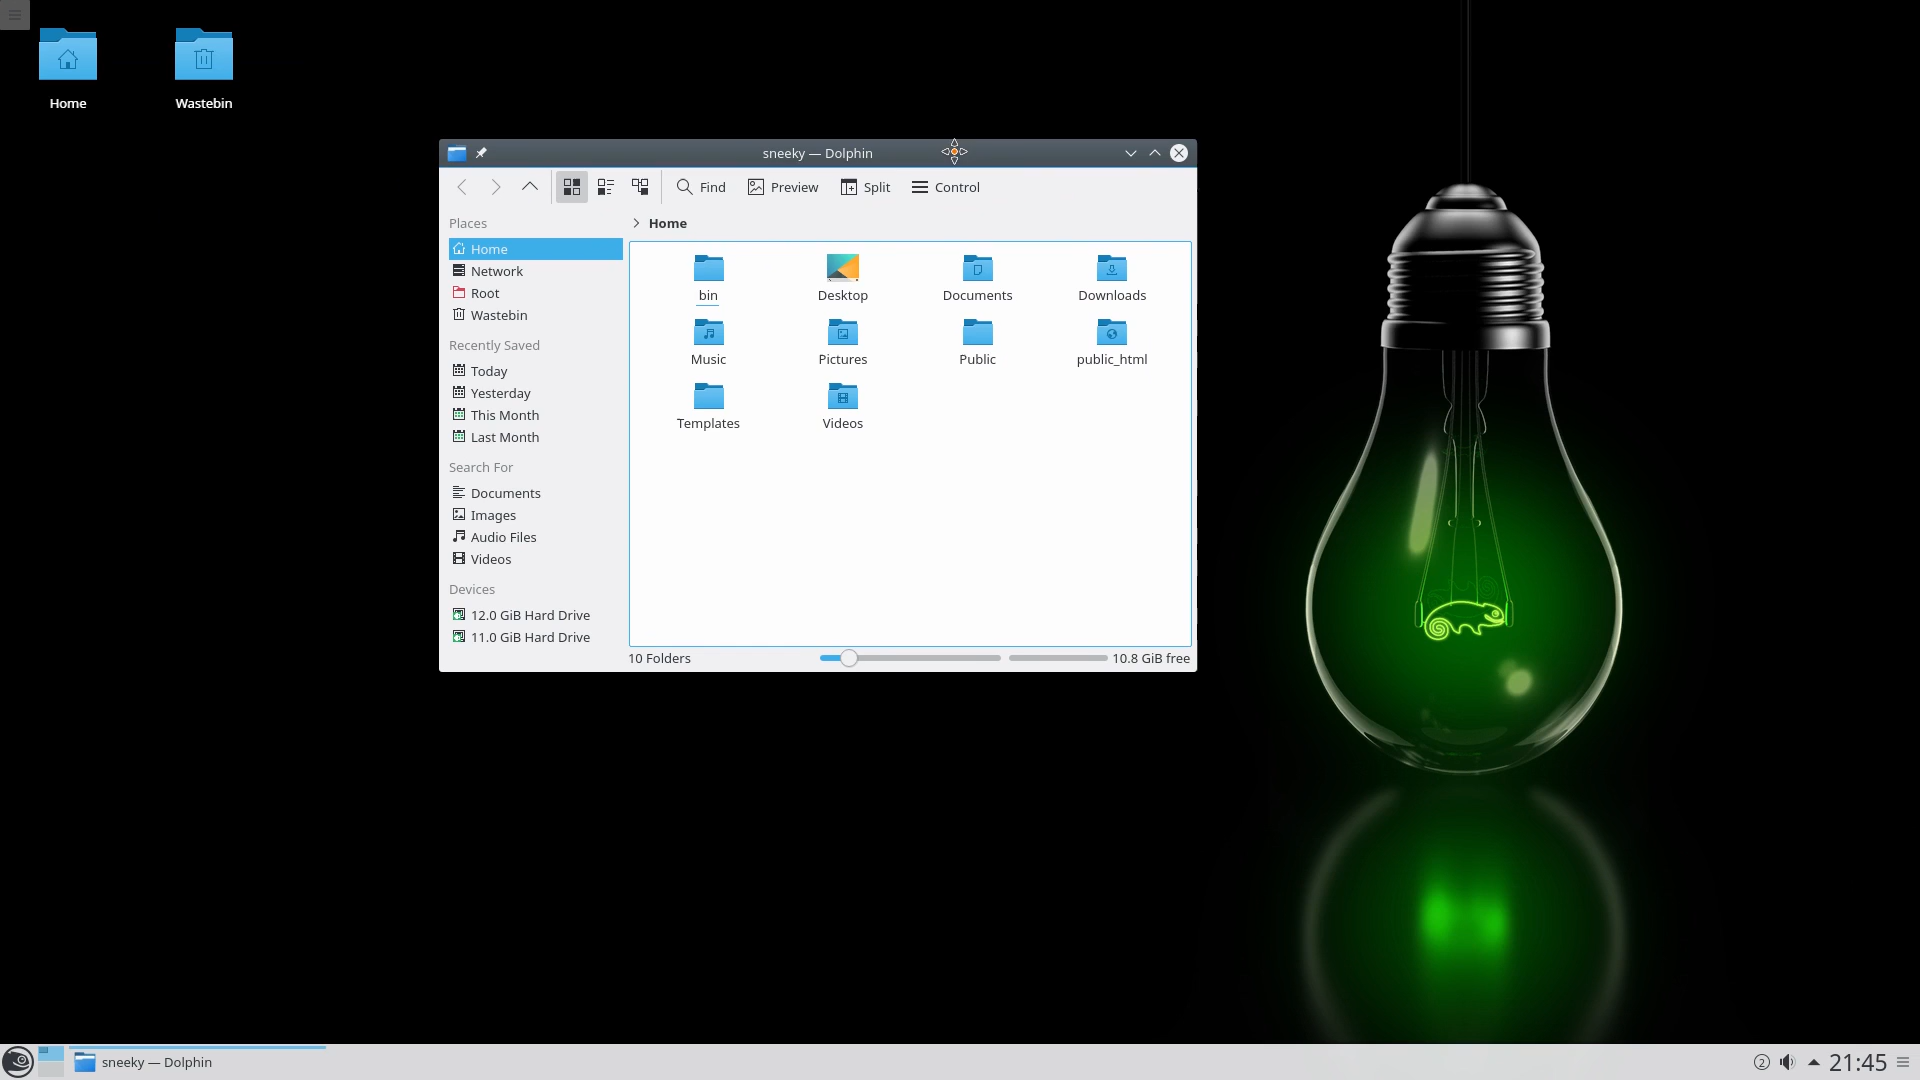 Home
Wastebin
sneeky — Dolphin
Find
Preview
Split
Control
Places
Home
Network
Root
Wastebin
Recently Saved
Today
Yesterday
This Month
Last Month
Search For
Documents
Images
Audio Files
Videos
Devices
12.0 GiB Hard Drive
11.0 GiB Hard Drive
Home
bin
Desktop
Documents
Downloads
Music
Pictures
Public
public_html
Templates
Videos
10 Folders
10.8 GiB free
sneeky — Dolphin
2
21:45